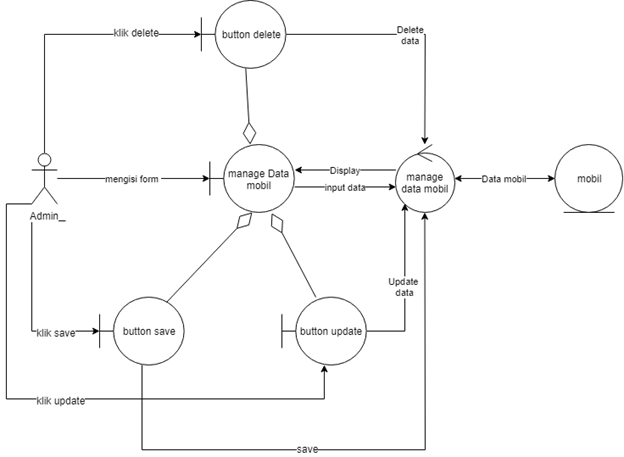 klik delete
button delete
Delete
data
mengisi form
manage Data
mobil
Display
input data
manage
data mobil
Data mobil
mobil
Admin_
Update
data
klik save
button save
button update
klik update
save